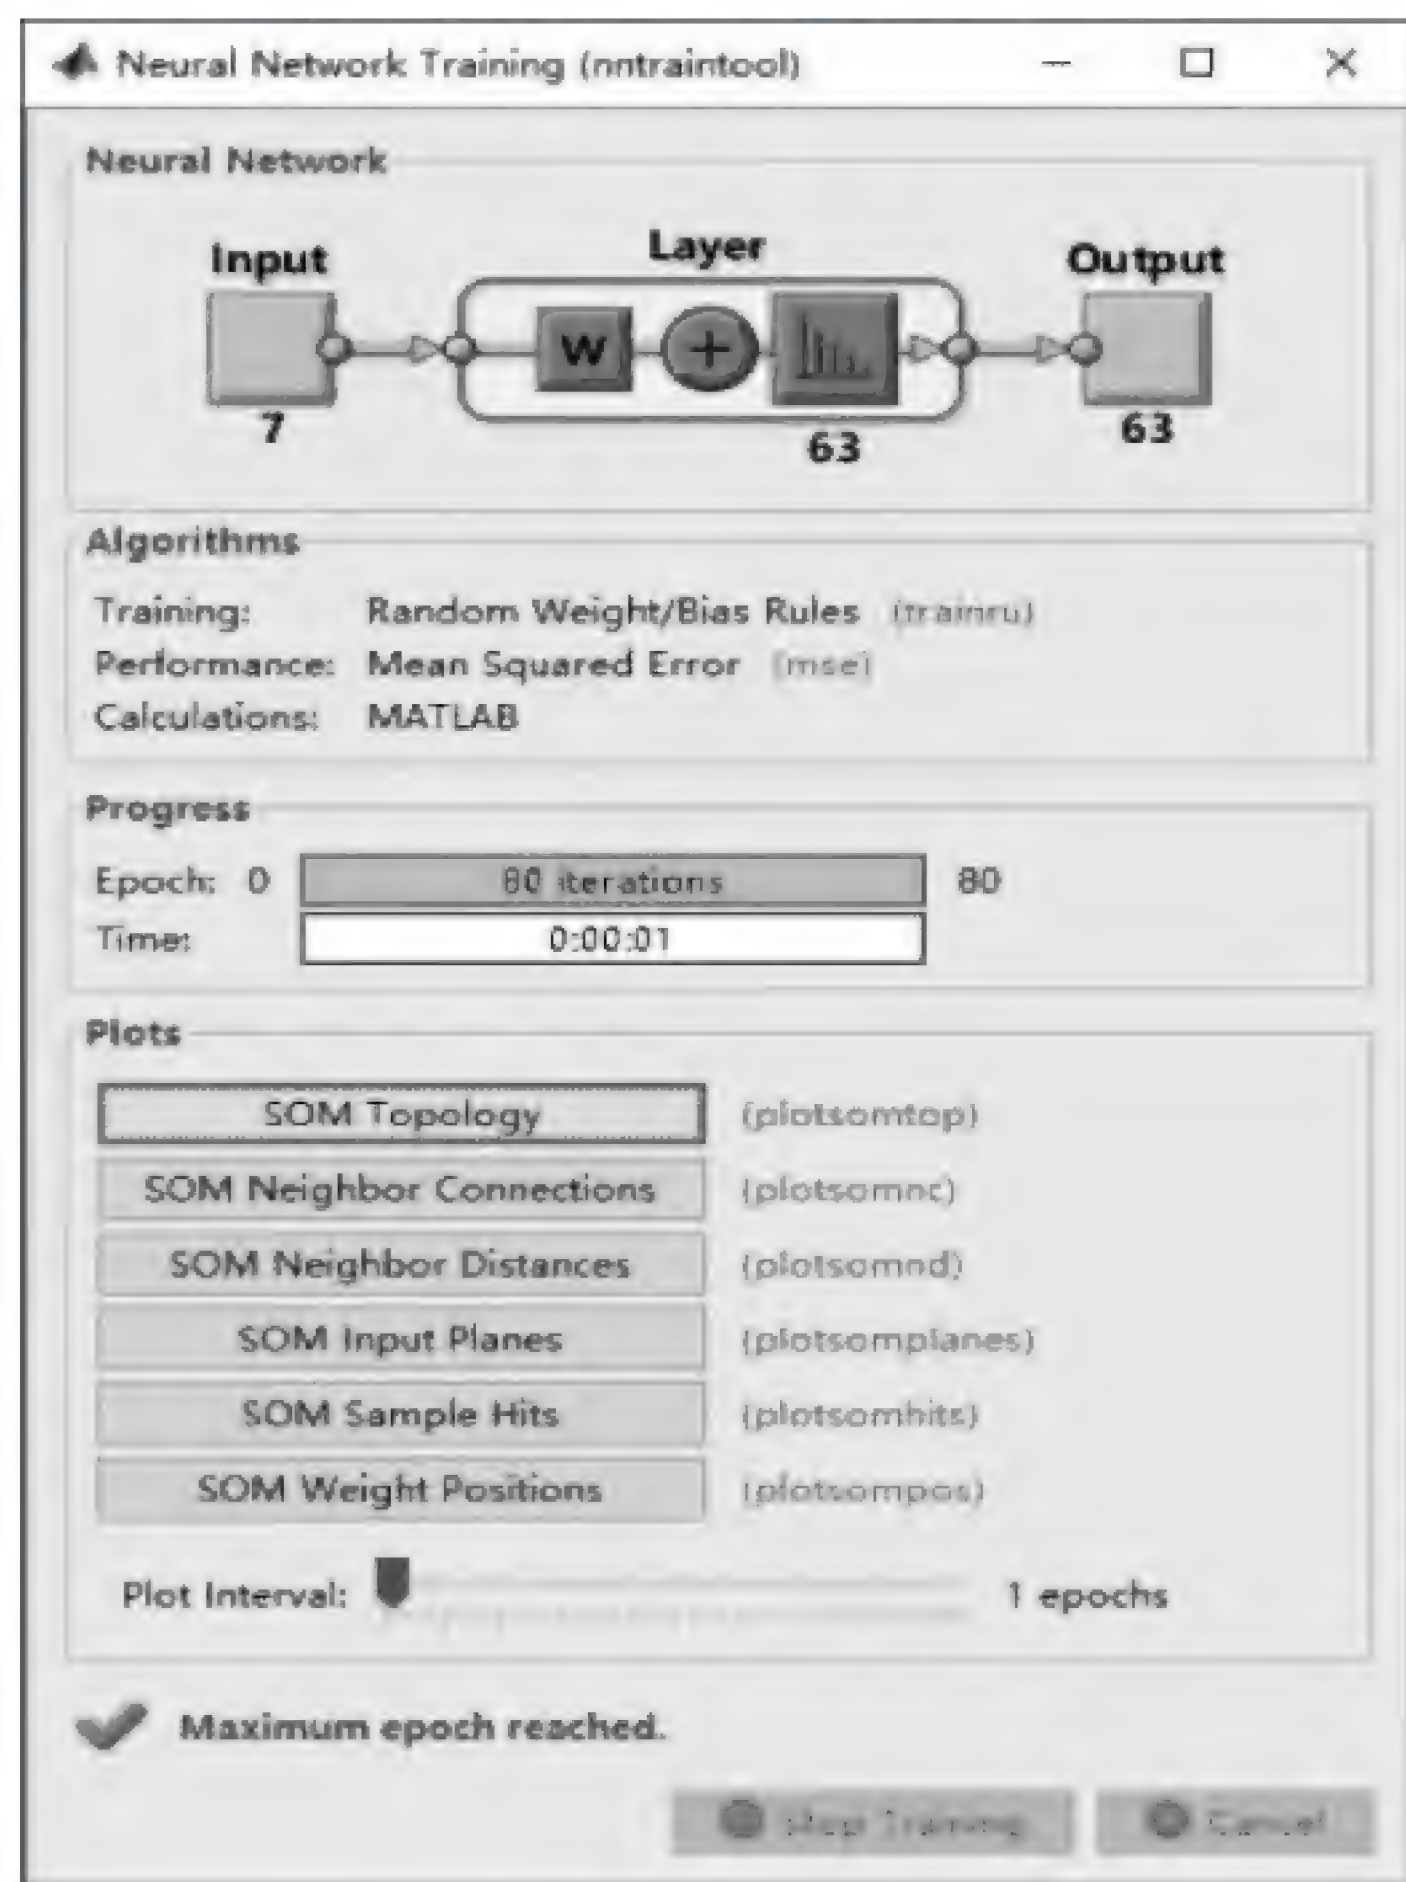 Neural Network Training (nntraintool)
Neural Network
Input
Layer
Output
W
+
7
63
63
Algorithms
Training: Random Weight/Bias Rules (trainru)
Performance: Mean Squared Error (mse)
Calculations: MATLAB
Progress
Epoch: 0 80 iterations 80
Time: 0:00:01
Plots
SOM Topology (plotsomtop)
SOM Neighbor Connections (plotsomnc)
SOM Neighbor Distances (plotsomnd)
SOM Input Planes (plotsomplanes)
SOM Sample Hits (plotsomhits)
SOM Weight Positions (plotsompos)
Plot Interval: 1 epochs
Maximum epoch reached.
Stop Training Cancel